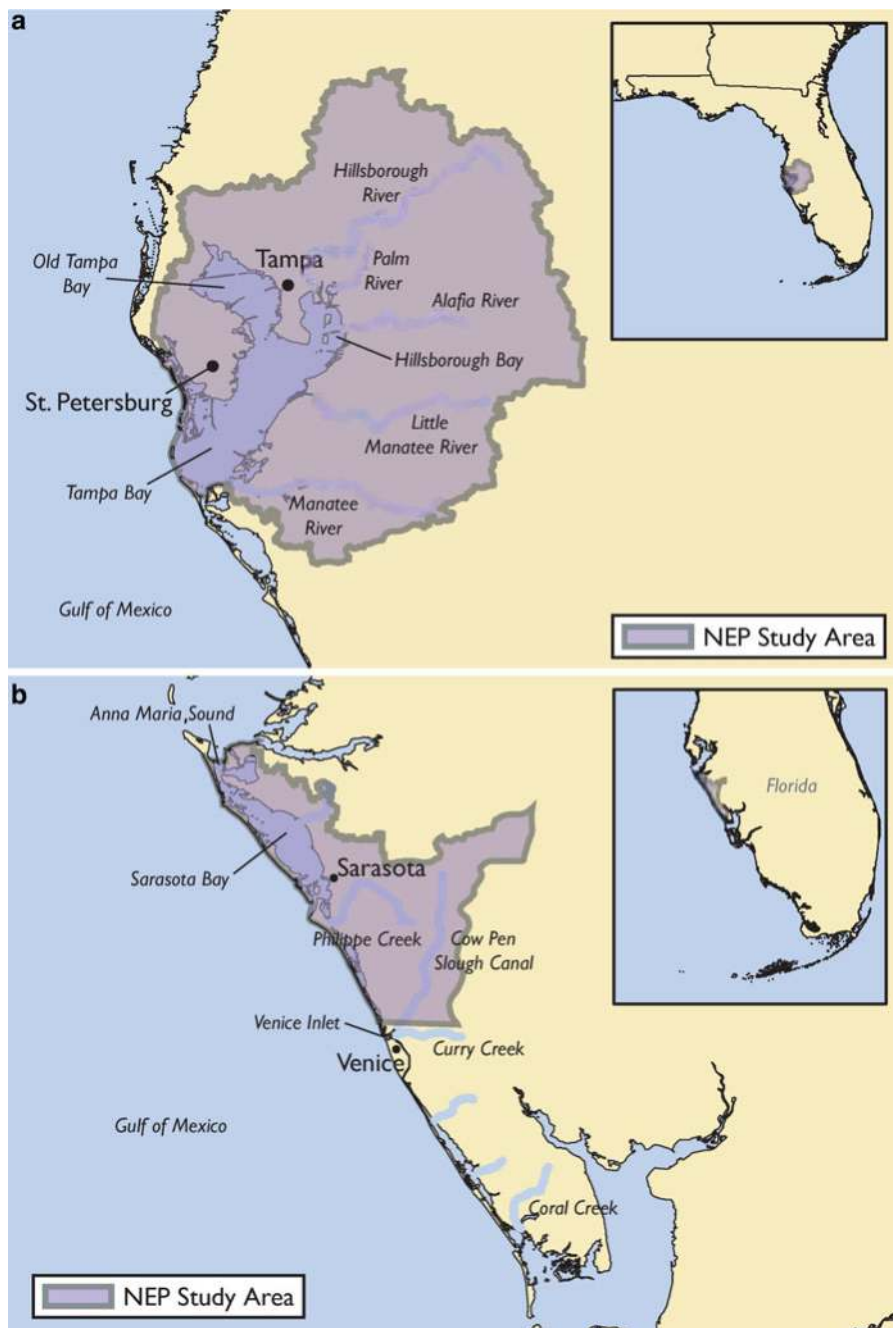 a
Hillsborough
River
Old Tampa
Bay
Tampa
Palm
River
Alafia River
Hillsborough Bay
St. Petersburg
Little
Manatee River
Tampa Bay
Manatee
River
Gulf of Mexico
NEP Study Area
b
Anna Maria Sound
Florida
Sarasota
Sarasota Bay
Philippe Creek
Cow Pen
Slough Canal
Venice Inlet
Curry Creek
Venice
Gulf of Mexico
Coral Creek
NEP Study Area